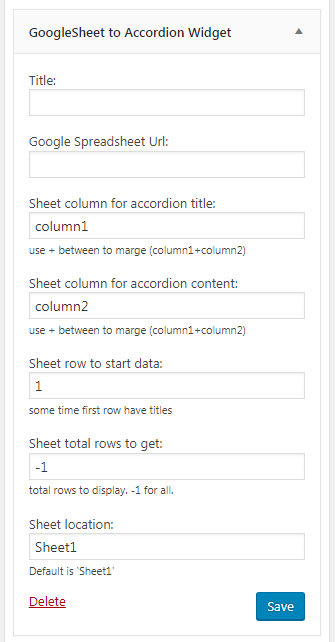 GoogleSheet to Accordion Widget
Title:
Google Spreadsheet Url:
Sheet column for accordion title:
column1
use + between to marge (column1+column2)
Sheet column for accordion content:
column2
use + between to marge (column1+column2)
Sheet row to start data:
1
some time first row have titles
Sheet total rows to get:
-1
total rows to display. -1 for all.
Sheet location:
Sheet1
Default is 'Sheet1'
Delete Save